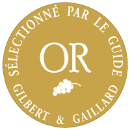 SÉLECTIONNÉ PAR LE GUIDE
OR
GILBERT & GAILLARD